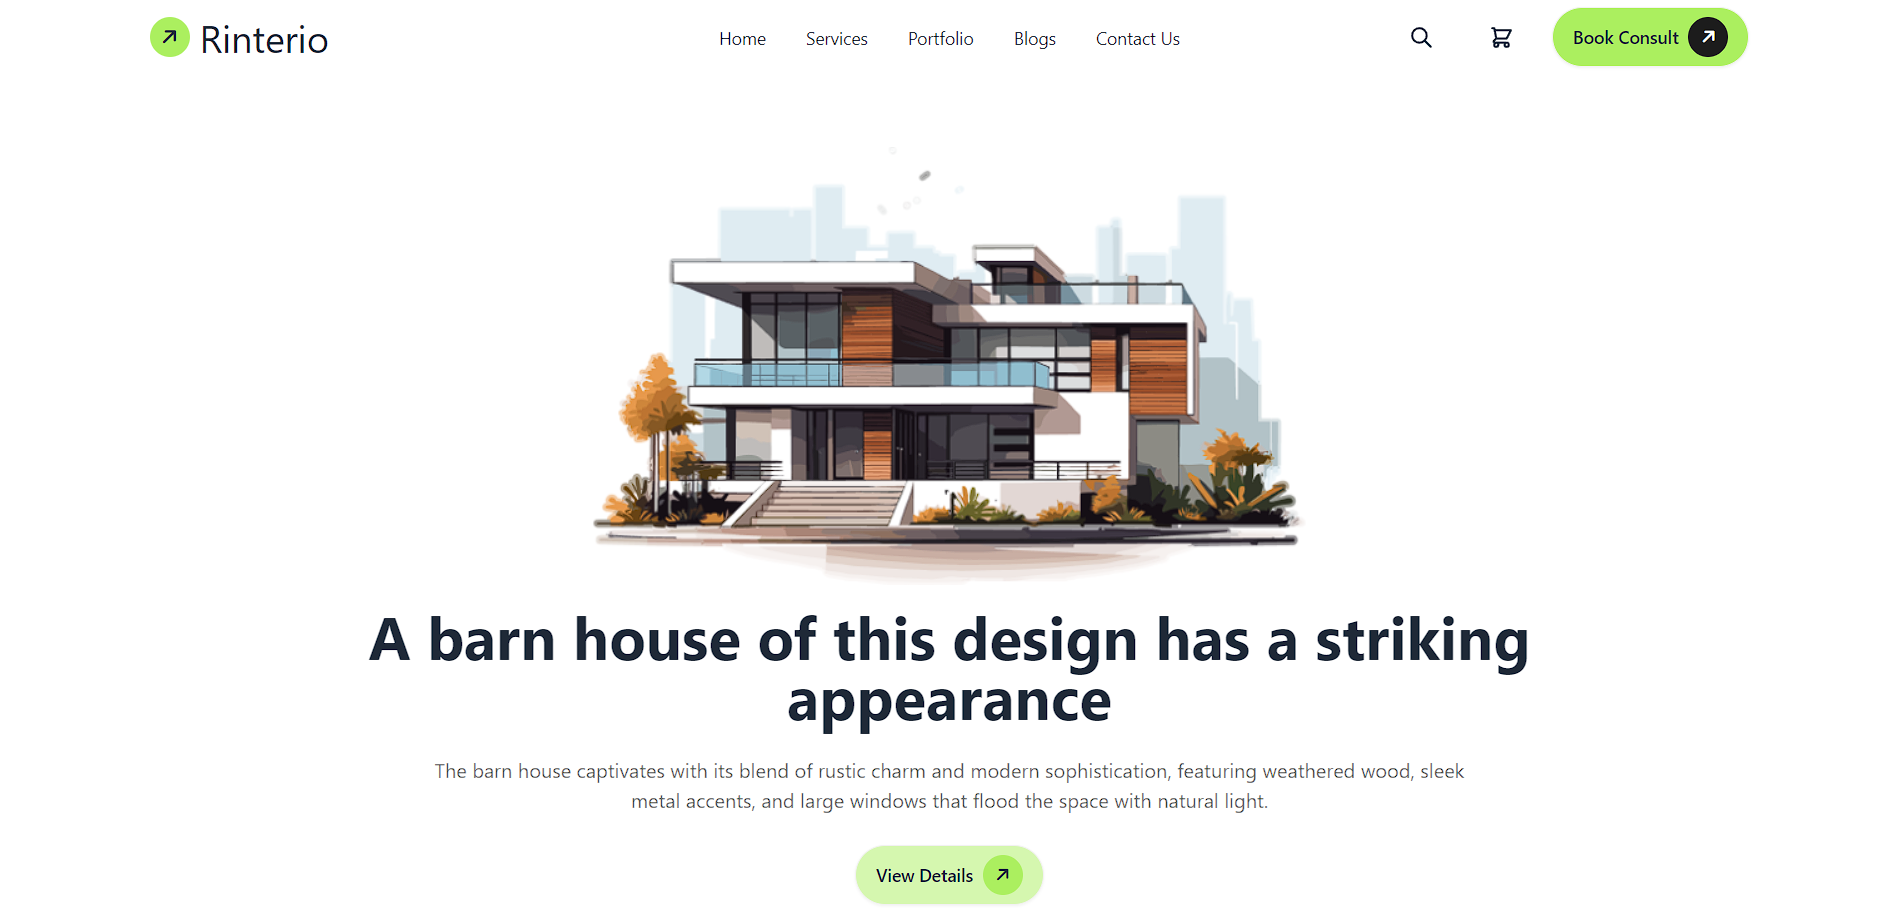 Rinterio
Home Services Portfolio Blogs Contact Us
Book Consult
A barn house of this design has a striking
appearance
The barn house captivates with its blend of rustic charm and modern sophistication, featuring weathered wood, sleek
metal accents, and large windows that flood the space with natural light.
View Details